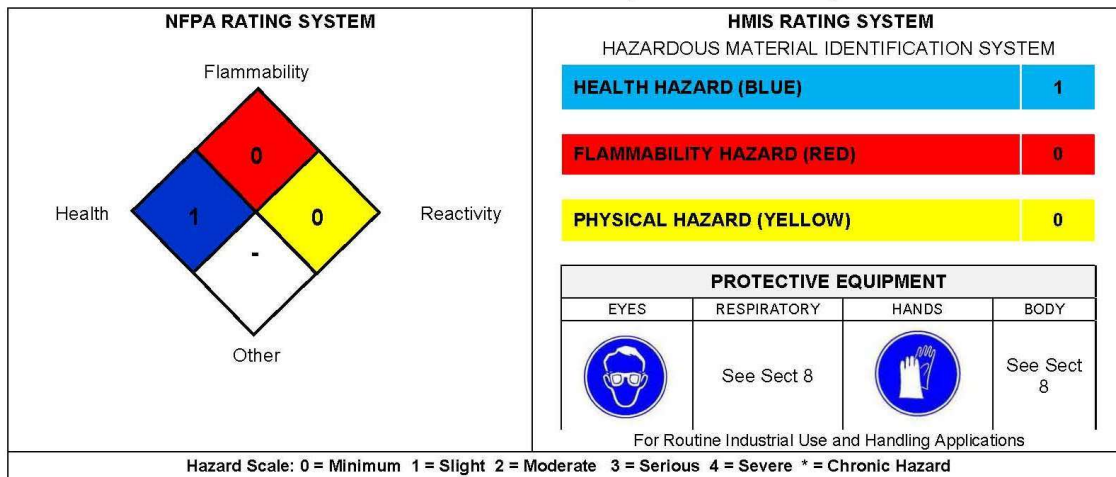 NFPA RATING SYSTEM
Flammability
0
Health
1
0
Reactivity
-
Other
HMIS RATING SYSTEM
HAZARDOUS MATERIAL IDENTIFICATION SYSTEM
HEALTH HAZARD (BLUE) 1
FLAMMABILITY HAZARD (RED) 0
PHYSICAL HAZARD (YELLOW) 0
PROTECTIVE EQUIPMENT
EYES RESPIRATORY HANDS BODY
See Sect 8
See Sect
8
For Routine Industrial Use and Handling Applications
Hazard Scale: 0 = Minimum 1 = Slight 2 = Moderate 3 = Serious 4 = Severe * = Chronic Hazard